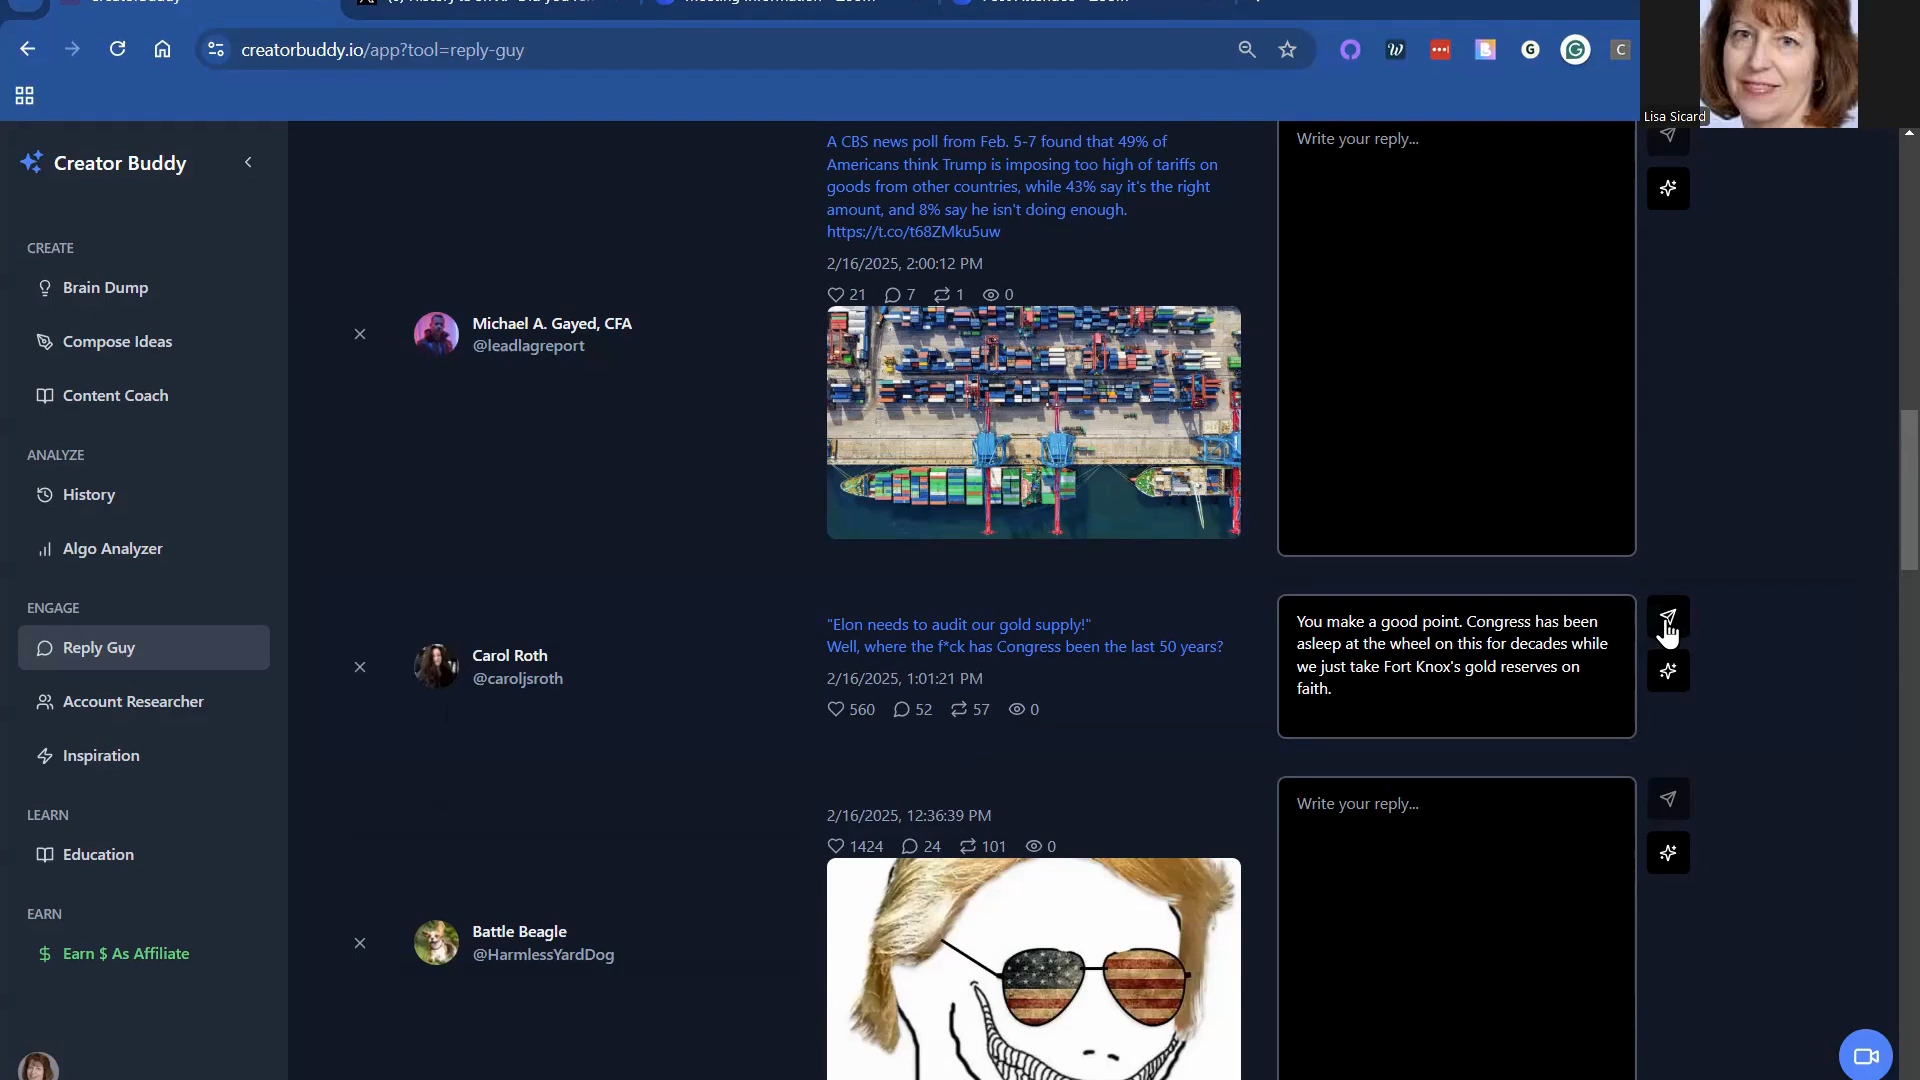 creatorbuddy.io/app?tool=reply-guy
Lisa Sicard
Creator Buddy
CREATE
Brain Dump
Compose Ideas
Content Coach
ANALYZE
History
Algo Analyzer
ENGAGE
Reply Guy
Account Researcher
Inspiration
LEARN
Education
EARN
$ Earn $ As Affiliate
Michael A. Gayed, CFA
@leadlagreport
A CBS news poll from Feb. 5-7 found that 49% of
Americans think Trump is imposing too high of tariffs on
goods from other countries, while 43% say it's the right
amount, and 8% say he isn't doing enough.
https://t.co/t68ZMku5uw
2/16/2025, 2:00:12 PM
21 7 1 0
Write your reply...
Carol Roth
@caroljsroth
"Elon needs to audit our gold supply!"
Well, where the f*ck has Congress been the last 50 years?
2/16/2025, 1:01:21 PM
560 52 57 0
You make a good point. Congress has been
asleep at the wheel on this for decades while
we just take Fort Knox's gold reserves on
faith.
Battle Beagle
@HarmlessYardDog
2/16/2025, 12:36:39 PM
1424 24 101 0
Write your reply...